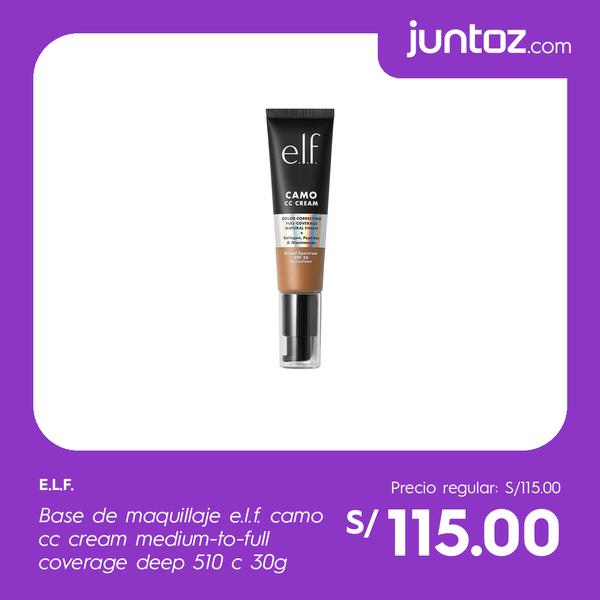 juntoz.com
e.l.f.
CAMO
CC CREAM
COLOR CORRECTING
FULL-COVERAGE
NATURAL FINISH
+
Collagen, Peptides
& Niacinamide
Broad Spectrum
SPF 30
Sunscreen
E.L.F.
Base de maquillaje e.l.f. camo
cc cream medium-to-full
coverage deep 510 c 30g
Precio regular: S/115.00
S/115.00